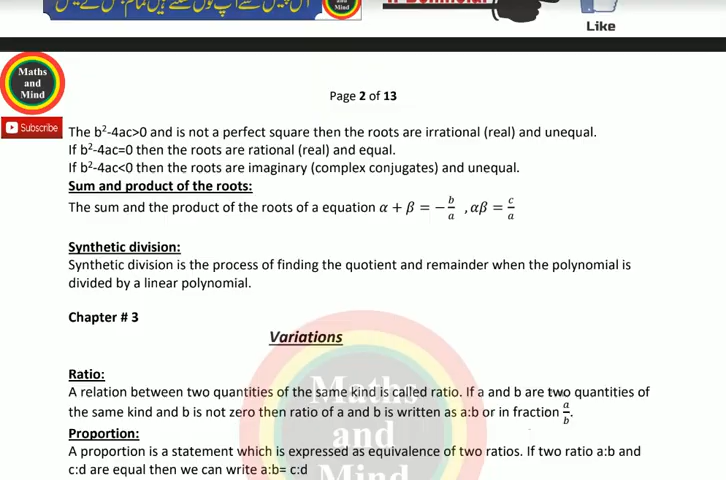 Mind
Like
Maths
and
Mind
Subscribe
Page 2 of 13
The b²-4ac>0 and is not a perfect square then the roots are irrational (real) and unequal.
If b²-4ac=0 then the roots are rational (real) and equal.
If b²-4ac<0 then the roots are imaginary (complex conjugates) and unequal.
Sum and product of the roots:
The sum and the product of the roots of a equation α + β = −b/a , αβ = c/a
Synthetic division:
Synthetic division is the process of finding the quotient and remainder when the polynomial is
divided by a linear polynomial.
Chapter # 3
Variations
Ratio:
A relation between two quantities of the same kind is called ratio. If a and b are two quantities of
the same kind and b is not zero then ratio of a and b is written as a:b or in fraction a/b.
Proportion:
A proportion is a statement which is expressed as equivalence of two ratios. If two ratio a:b and
c:d are equal then we can write a:b= c:d
Maths
and
Mind